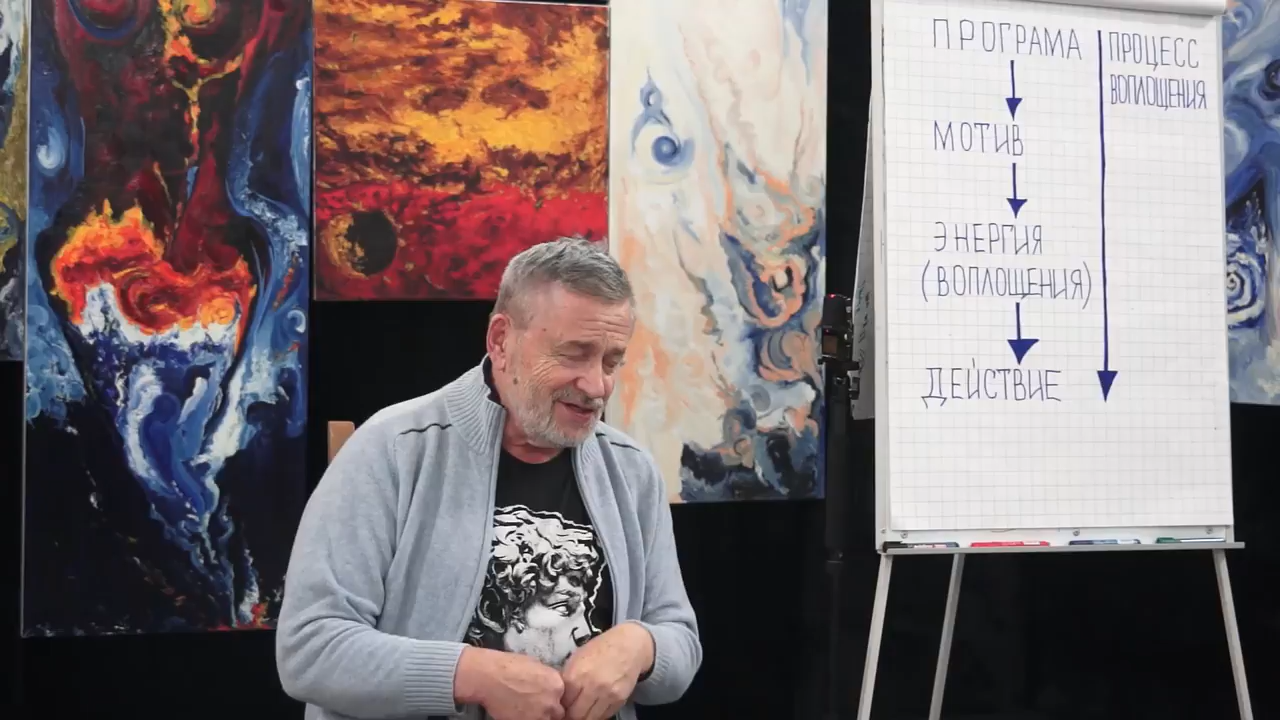 ПРОГРАМА
МОТИВ
ЭНЕРГИЯ
(ВОПЛОЩЕНИЯ)
ДЕЙСТВИЕ
ПРОЦЕСС
ВОПЛОЩЕНИЯ